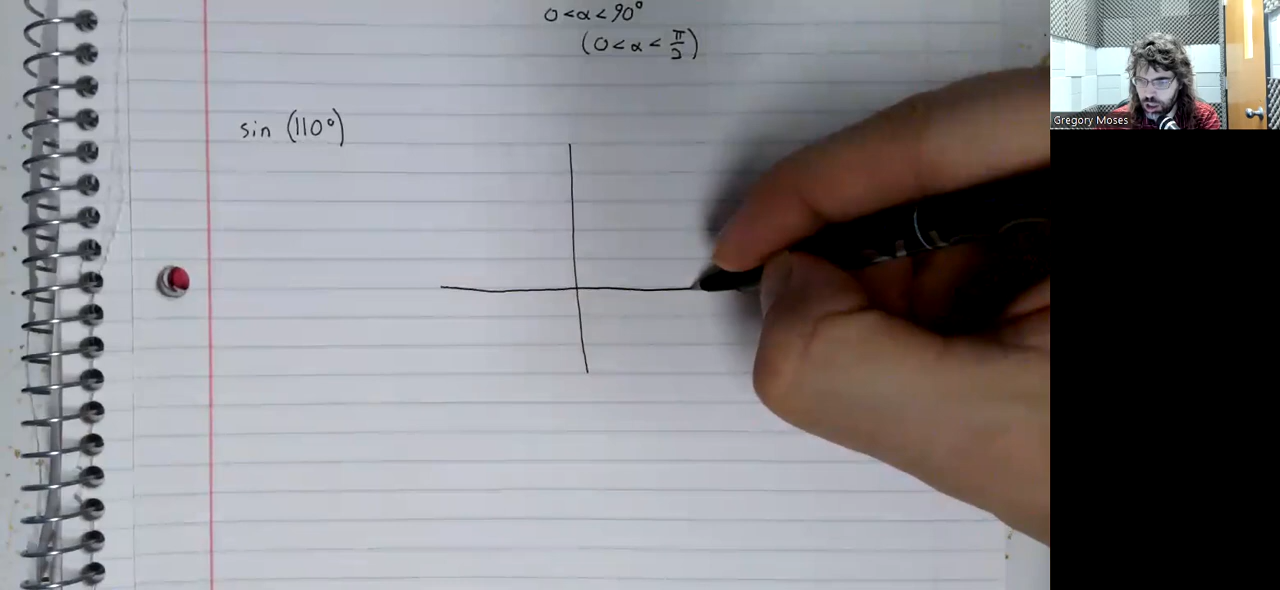 0 < α < 90°
(0 < α < π/2)
sin (110°)
Gregory Moses